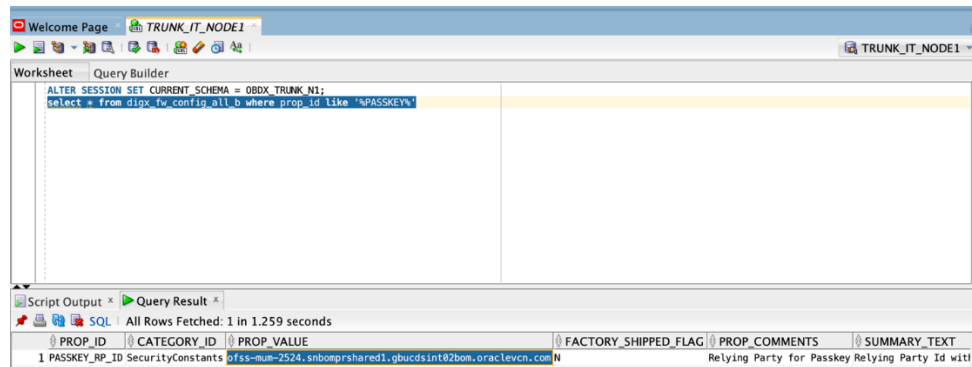 Welcome Page TRUNK_IT_NODE1
TRUNK_IT_NODE1
Worksheet Query Builder
ALTER SESSION SET CURRENT_SCHEMA = OBDX_TRUNK_N1;
select * from digx_fw_config_all_b where prop_id like '%PASSKEY%'
Script Output Query Result
SQL All Rows Fetched: 1 in 1.259 seconds
PROP_ID CATEGORY_ID PROP_VALUE FACTORY_SHIPPED_FLAG PROP_COMMENTS SUMMARY_TEXT
1 PASSKEY_RP_ID SecurityConstants ofss-mum-2524.snbomprshared1.gbucdsint02bom.oraclevcn.com N Relying Party for Passkey Relying Party Id with